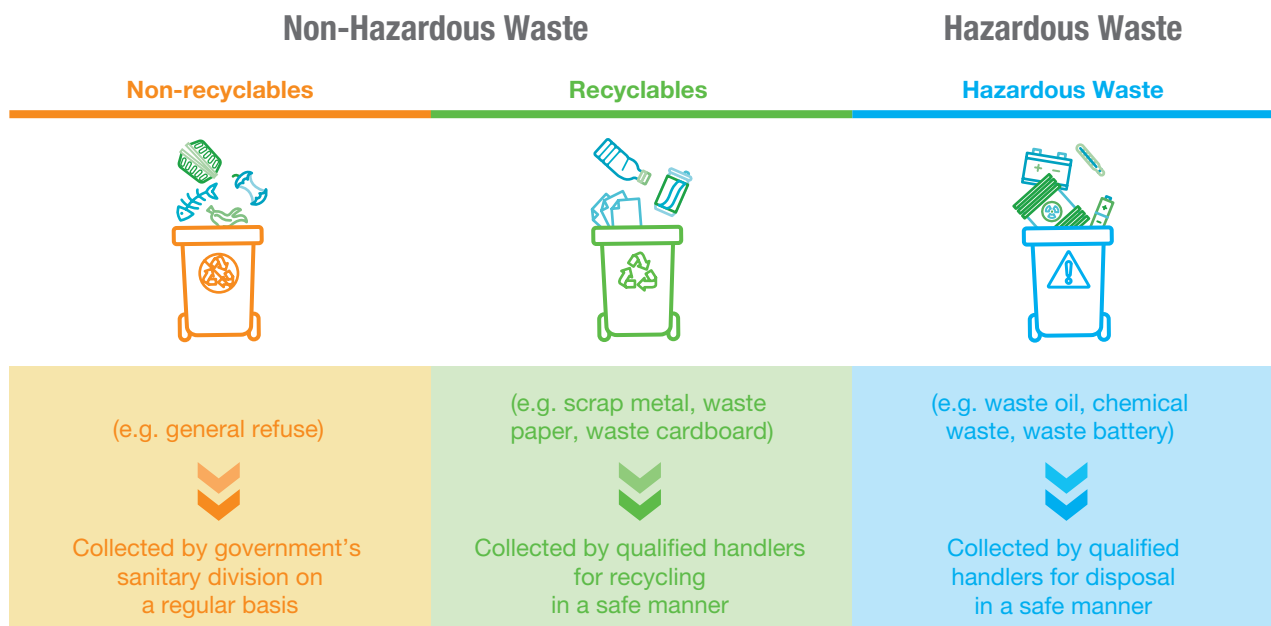 Non-Hazardous Waste
Hazardous Waste
Non-recyclables
Recyclables
Hazardous Waste
(e.g. general refuse)
Collected by government's
sanitary division on
a regular basis
(e.g. scrap metal, waste
paper, waste cardboard)
Collected by qualified handlers
for recycling
in a safe manner
(e.g. waste oil, chemical
waste, waste battery)
Collected by qualified
handlers for disposal
in a safe manner